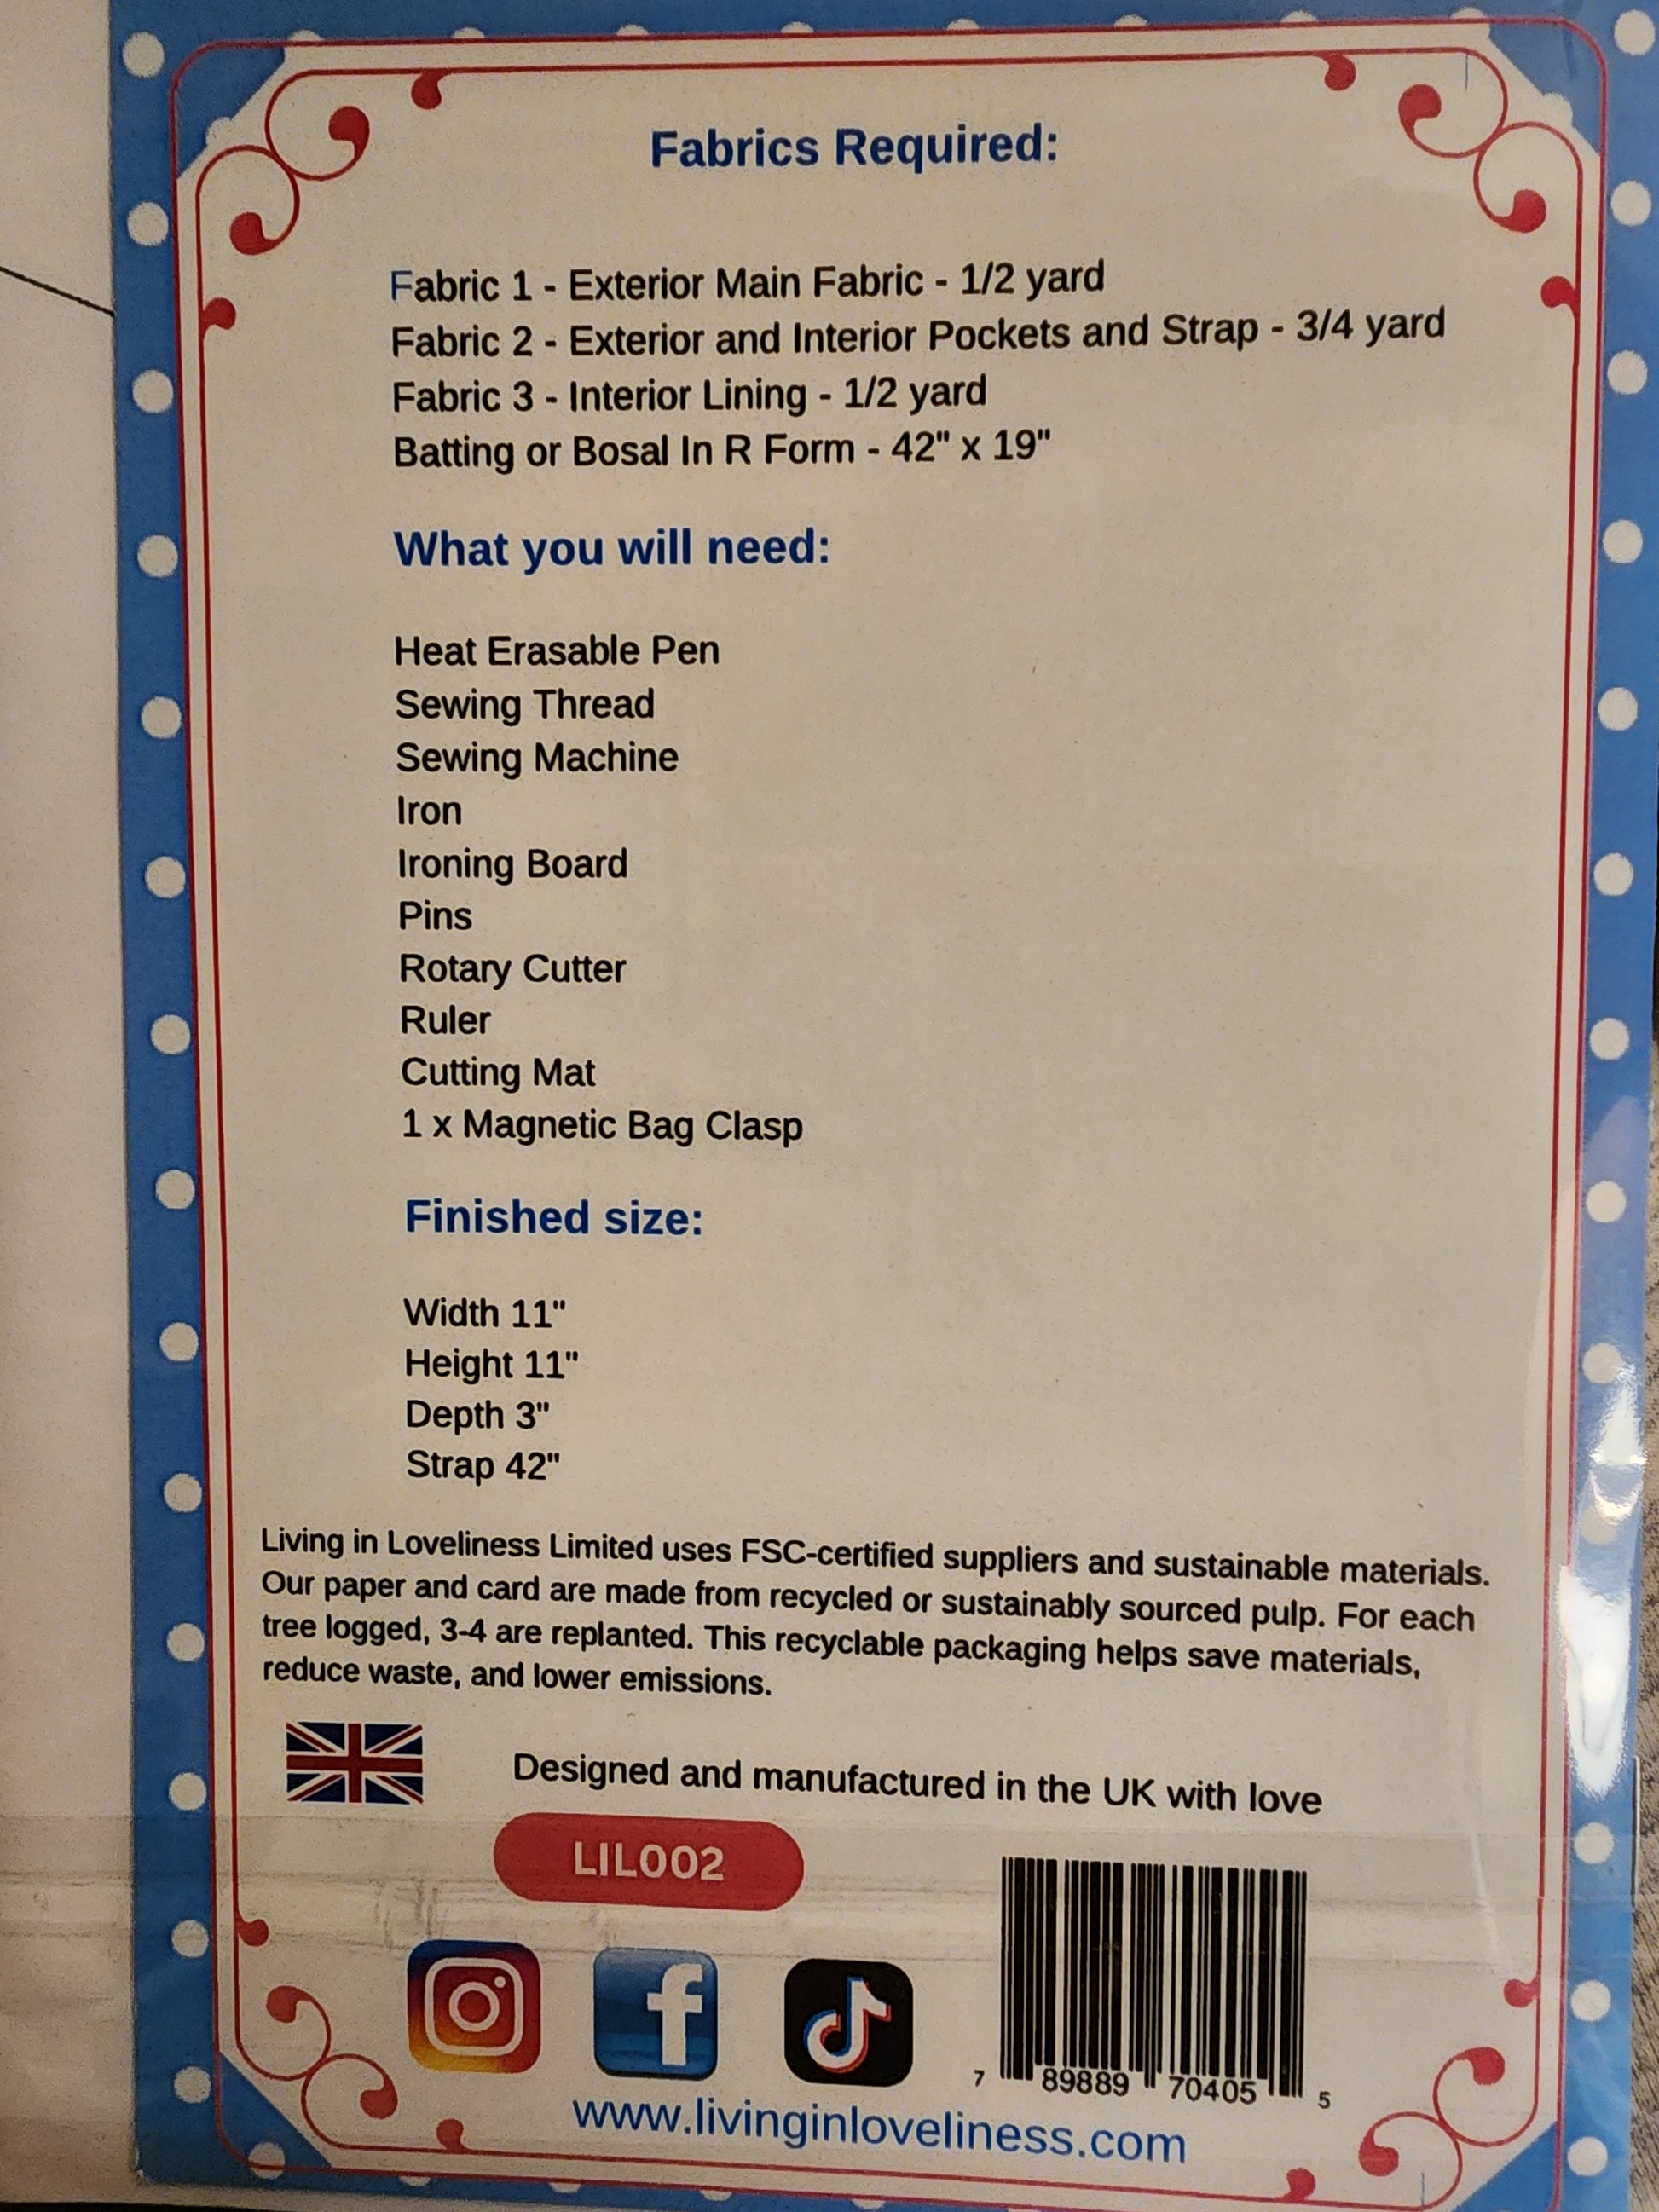 Fabrics Required:
Fabric 1 - Exterior Main Fabric - 1/2 yard
Fabric 2 - Exterior and Interior Pockets and Strap - 3/4 yard
Fabric 3 - Interior Lining - 1/2 yard
Batting or Bosal In R Form - 42" x 19"
What you will need:
Heat Erasable Pen
Sewing Thread
Sewing Machine
Iron
Ironing Board
Pins
Rotary Cutter
Ruler
Cutting Mat
1 x Magnetic Bag Clasp
Finished size:
Width 11"
Height 11"
Depth 3"
Strap 42"
Living in Loveliness Limited uses FSC-certified suppliers and sustainable materials.
Our paper and card are made from recycled or sustainably sourced pulp. For each
tree logged, 3-4 are replanted. This recyclable packaging helps save materials,
reduce waste, and lower emissions.
Designed and manufactured in the UK with love
LIL002
7 89889 70405 5
www.livinginloveliness.com